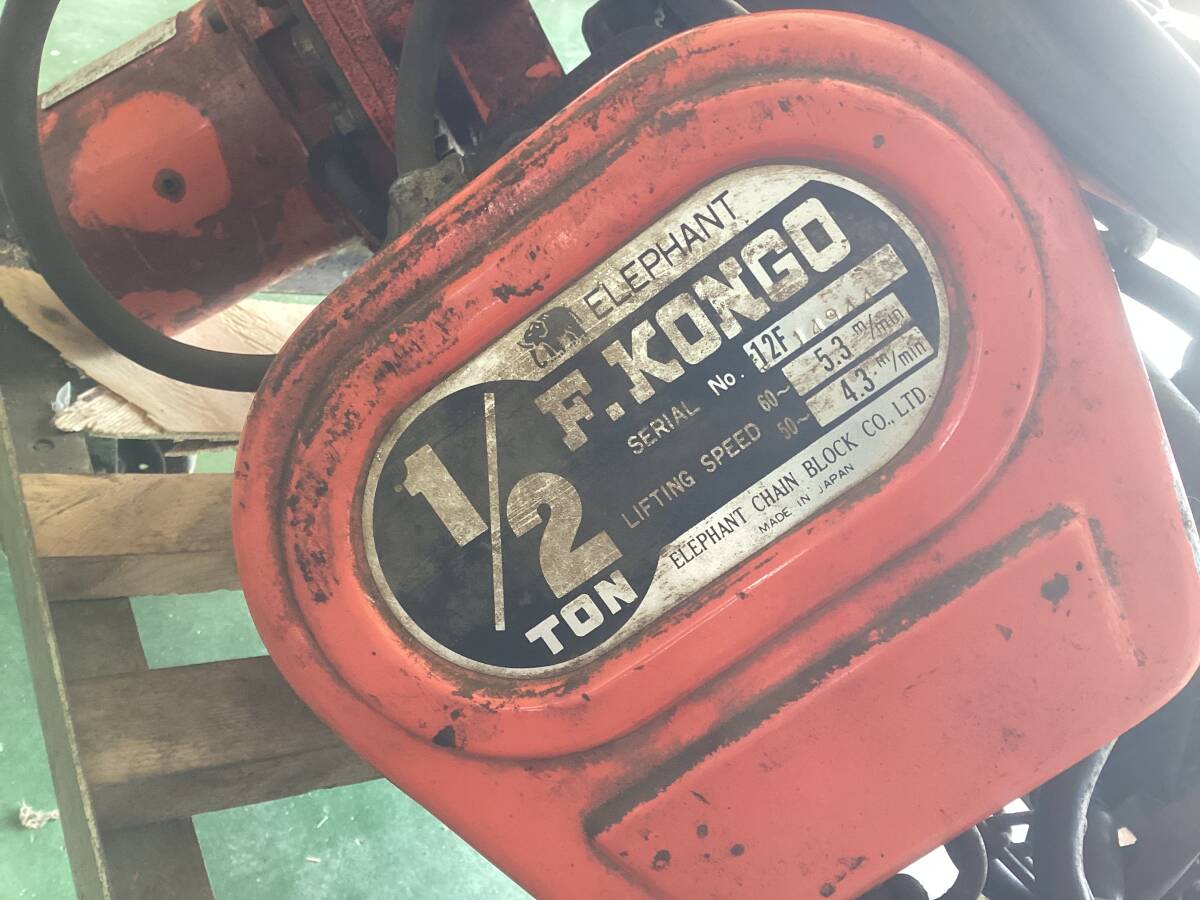 ELEPHANT
F. KONGO
SERIAL No. 12F
LIFTING SPEED 60~ 5.3 m/min
50~ 4.3 m/min
1/2
TON
ELEPHANT CHAIN BLOCK CO., LTD.
MADE IN JAPAN